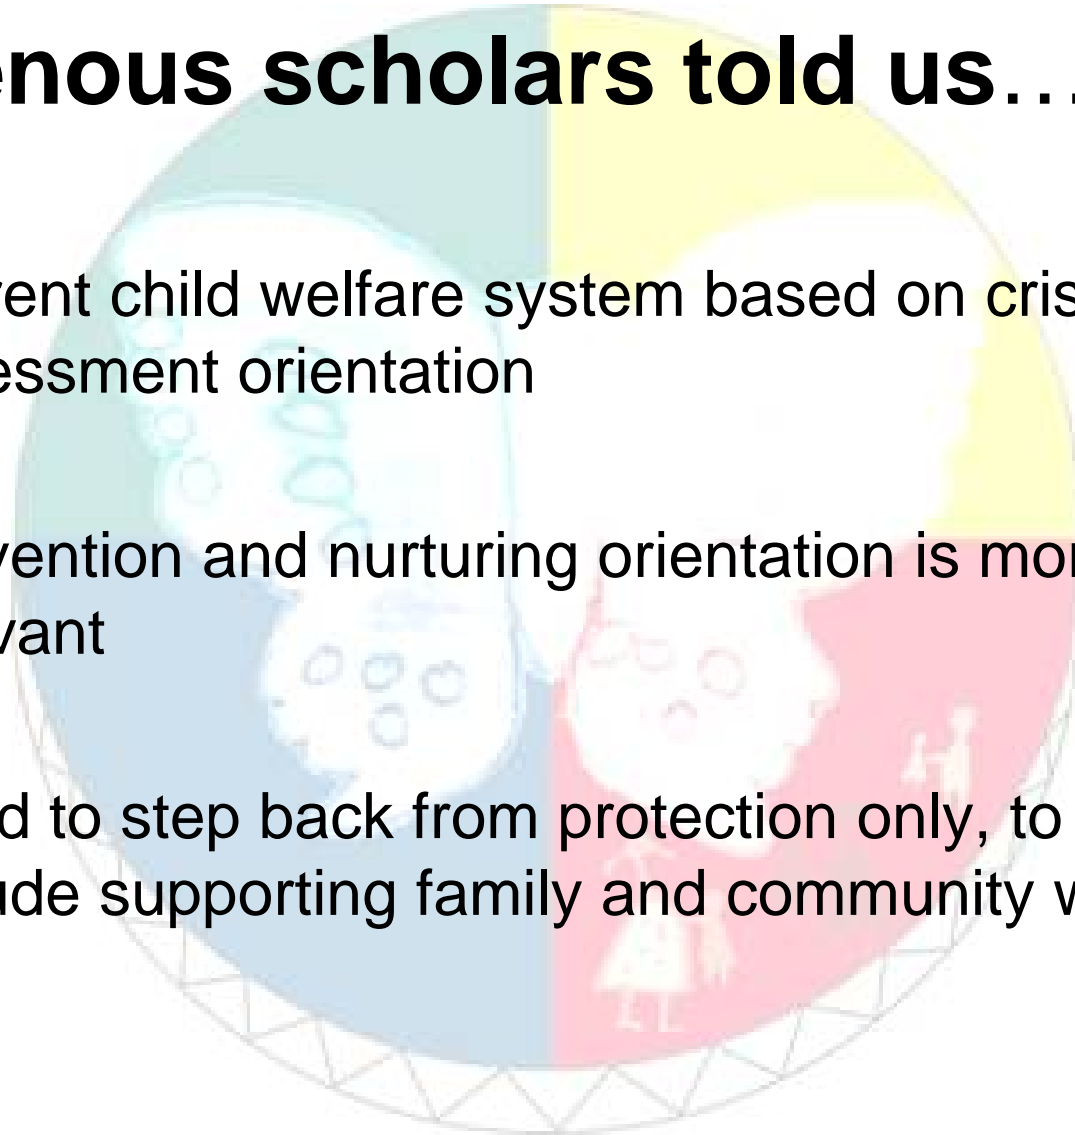 enous scholars told us…
rent child welfare system based on cris
essment orientation
vention and nurturing orientation is mor
vant
d to step back from protection only, to
ude supporting family and community w